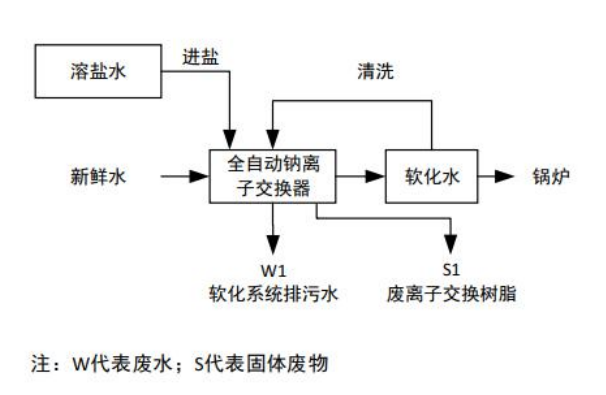 溶盐水
进盐
清洗
新鲜水
全自动钠离
子交换器
软化水
锅炉
W1
软化系统排污水
S1
废离子交换树脂
注：W代表废水；S代表固体废物